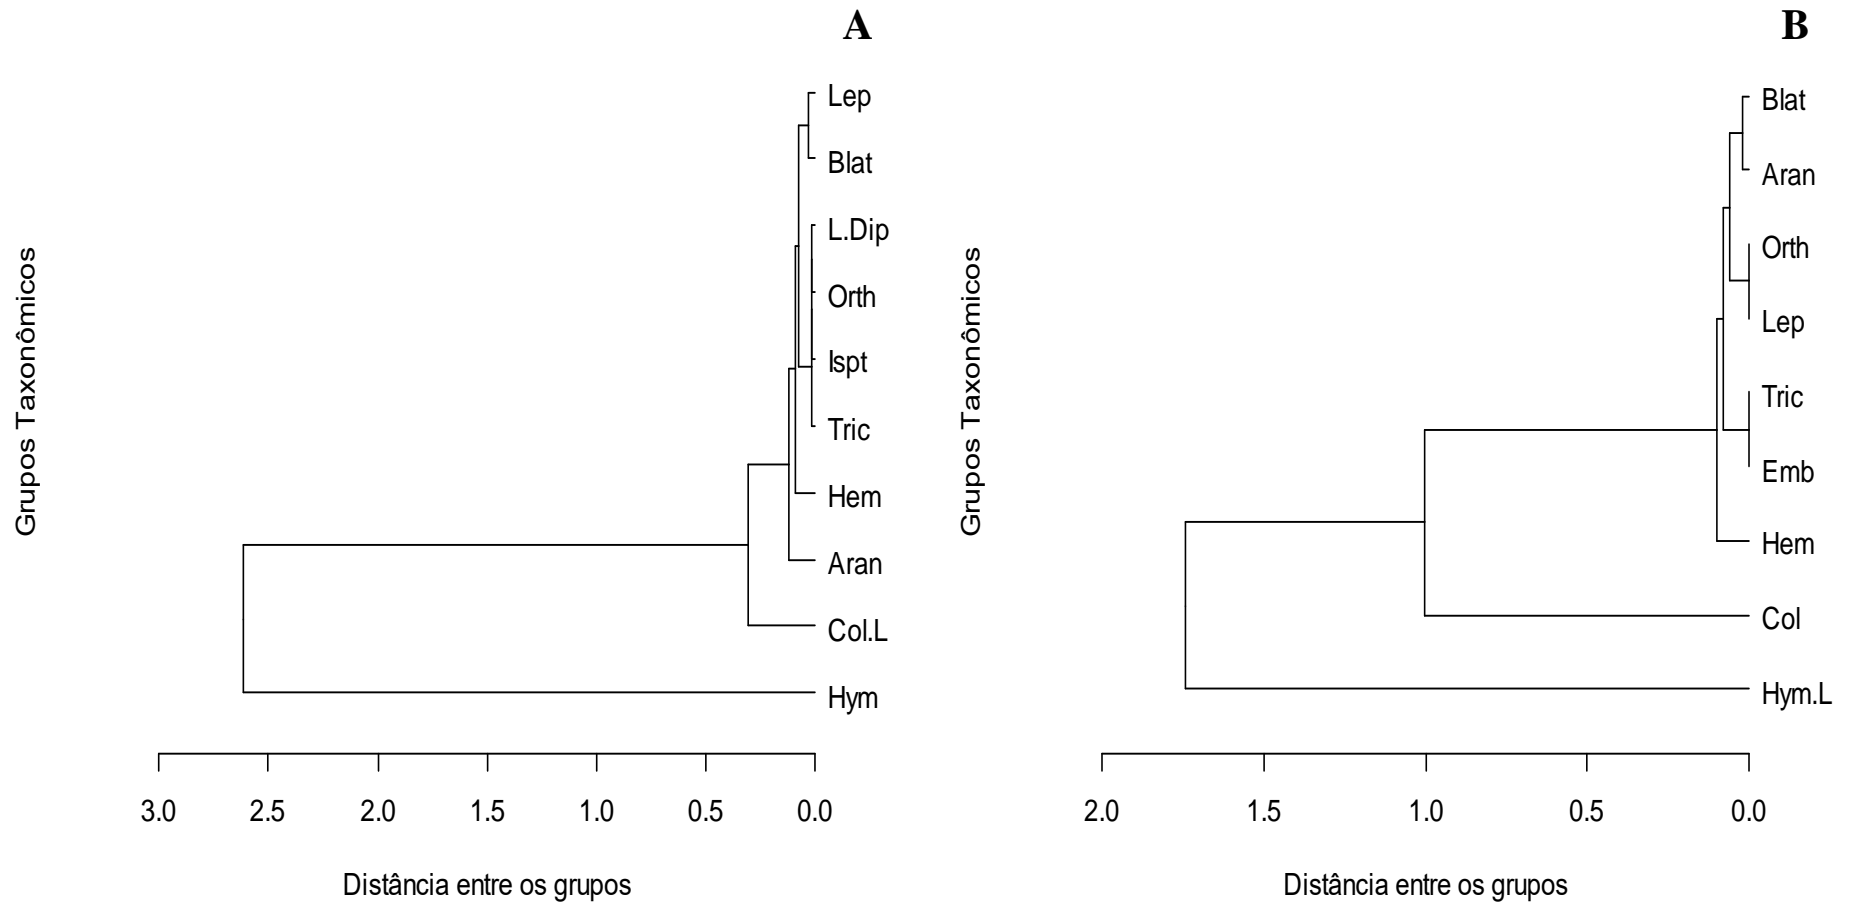 A
Grupos Taxonômicos
Lep
Blat
L.Dip
Orth
Ispt
Tric
Hem
Aran
Col.L
Hym
3.0 2.5 2.0 1.5 1.0 0.5 0.0
Distância entre os grupos
B
Grupos Taxonômicos
Blat
Aran
Orth
Lep
Tric
Emb
Hem
Col
Hym.L
2.0 1.5 1.0 0.5 0.0
Distância entre os grupos